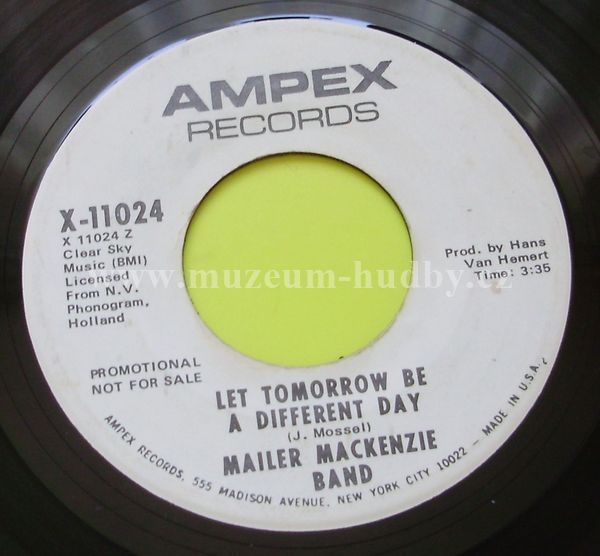 AMPEX
RECORDS
X-11024
X 11024 Z
Clear Sky
Music (BMI)
Licensed
From N.V.
Phonogram,
Holland
Prod. by Hans
Van Hemert
Time: 3:35
www.muzeum-hudby.cz
PROMOTIONAL
NOT FOR SALE
LET TOMORROW BE
A DIFFERENT DAY
(J. Mossel)
MAILER MACKENZIE
BAND
AMPEX RECORDS, 555 MADISON AVENUE, NEW YORK CITY 10022 - MADE IN U.S.A.